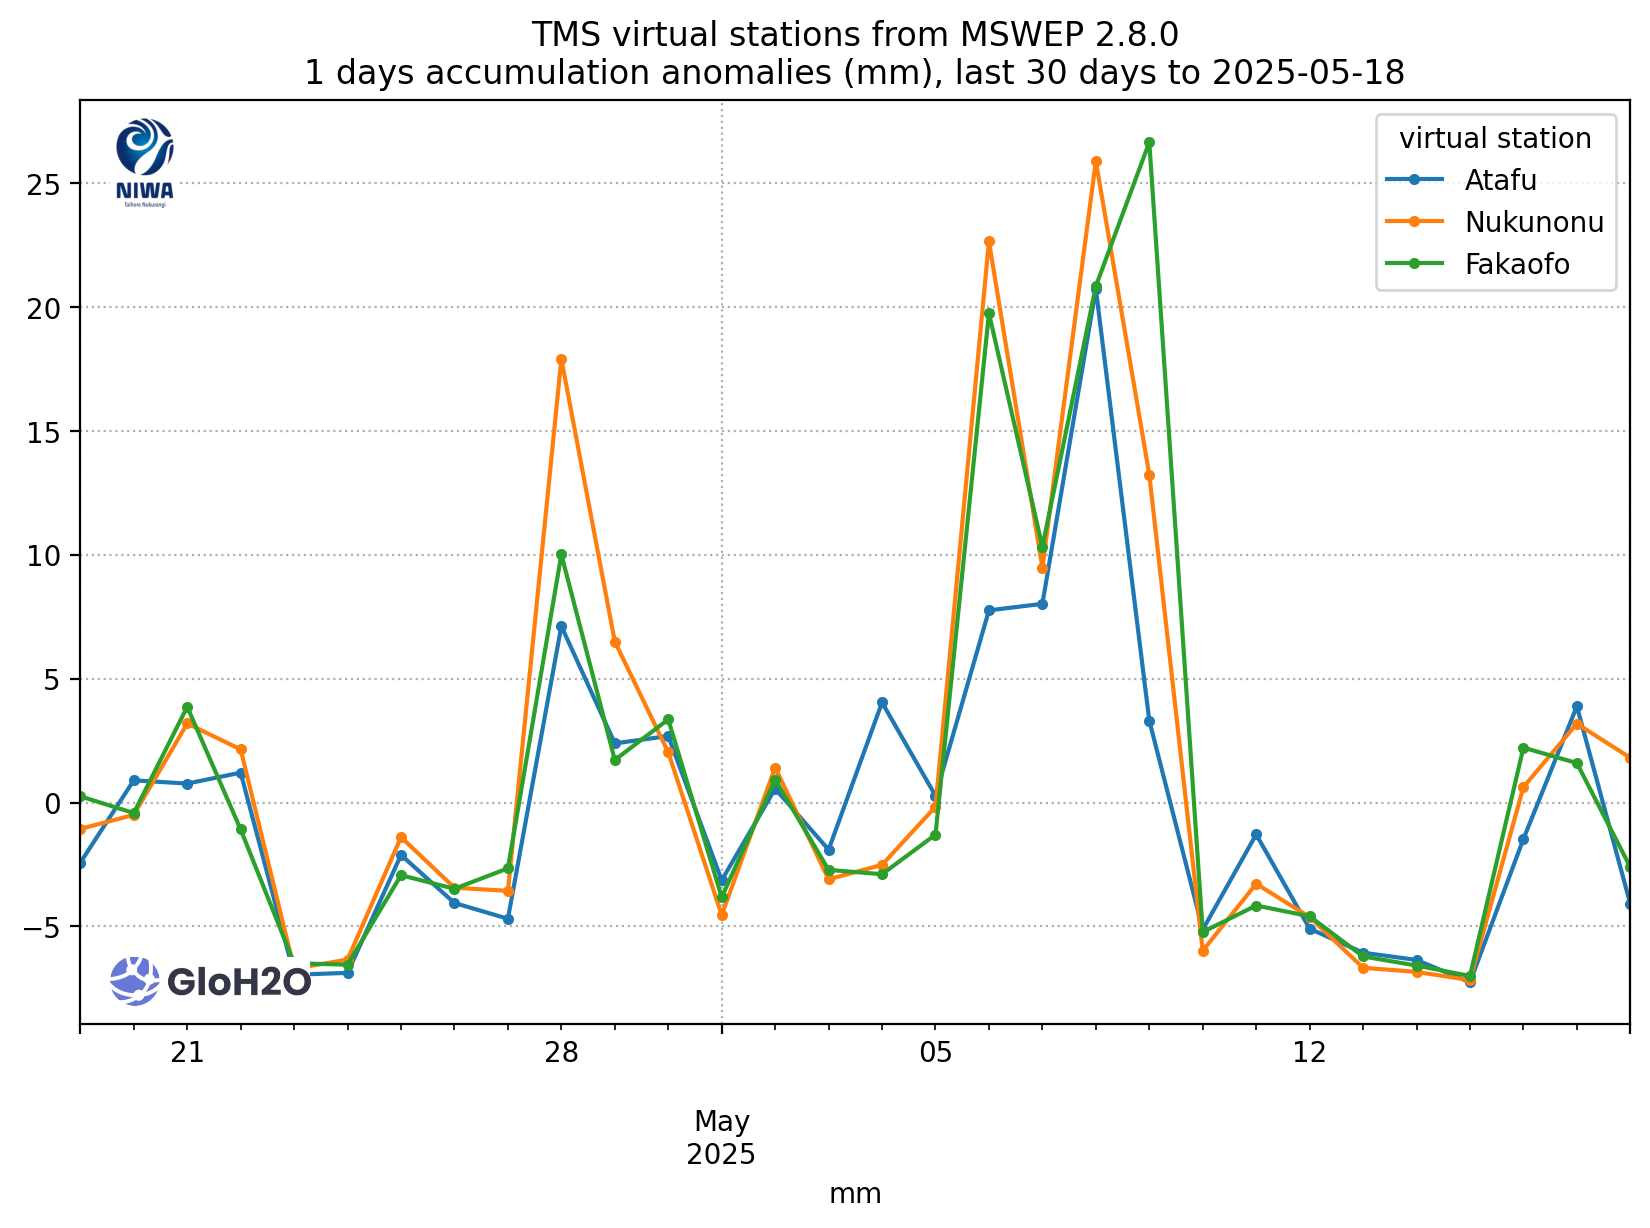 TMS virtual stations from MSWEP 2.8.0
1 days accumulation anomalies (mm), last 30 days to 2025-05-18
NIWA
Taihoro Nukurangi
virtual station
Atafu
Nukunonu
Fakaofo
25
20
15
10
5
0
−5
GloH2O
21
28
05
12
May
2025
mm